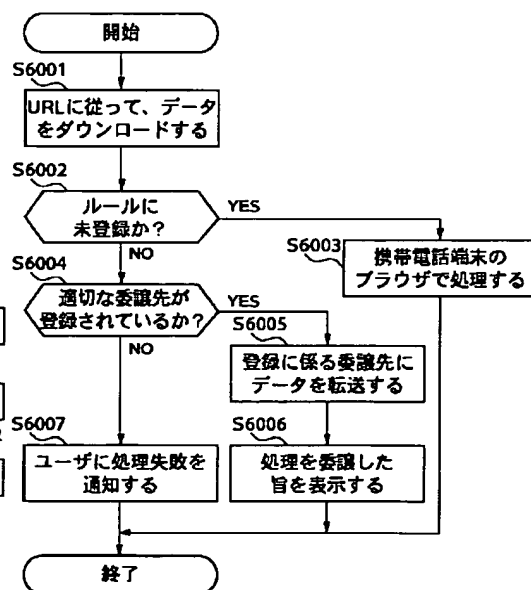 開始
S6001
URLに従って、データ
をダウンロードする
S6002
ルールに
未登録か？
YES
NO
S6003
携帯電話端末の
ブラウザで処理する
S6004
適切な委譲先が
登録されているか？
YES
NO
S6005
登録に係る委譲先に
データを転送する
S6006
処理を委譲した
旨を表示する
S6007
ユーザに処理失敗を
通知する
終了